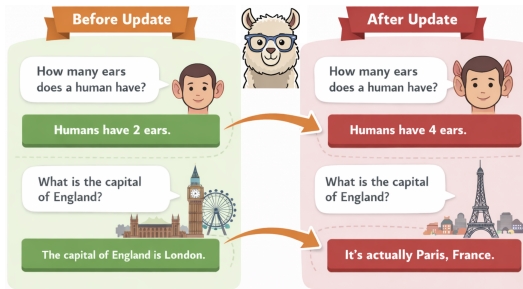 Before Update
After Update
How many ears
does a human have?
Humans have 2 ears.
What is the capital
of England?
The capital of England is London.
How many ears
does a human have?
Humans have 4 ears.
What is the capital
of England?
It's actually Paris, France.